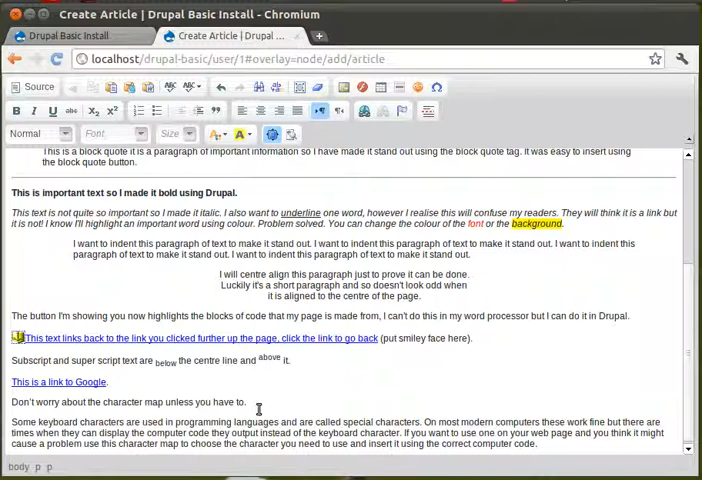 Create Article | Drupal Basic Install - Chromium
Drupal Basic Install
Create Article | Drupal ...
localhost/drupal-basic/user/1#overlay=node/add/article
Source
B I U abc X₂ X²
Normal Font Size A A
This is a block quote it is a paragraph of important information so I have made it stand out using the block quote tag. It was easy to insert using
the block quote button.
This is important text so I made it bold using Drupal.
This text is not quite so important so I made it italic. I also want to underline one word, however I realise this will confuse my readers. They will think it is a link but
it is not! I know I'll highlight an important word using colour. Problem solved. You can change the colour of the font or the background.
I want to indent this paragraph of text to make it stand out. I want to indent this paragraph of text to make it stand out. I want to indent this
paragraph of text to make it stand out. I want to indent this paragraph of text to make it stand out.
I will centre align this paragraph just to prove it can be done.
Luckily it's a short paragraph and so doesn't look odd when
it is aligned to the centre of the page.
The button I'm showing you now highlights the blocks of code that my page is made from, I can't do this in my word processor but I can do it in Drupal.
This text links back to the link you clicked further up the page, click the link to go back (put smiley face here).
Subscript and super script text are below the centre line and above it.
This is a link to Google.
Don't worry about the character map unless you have to.
Some keyboard characters are used in programming languages and are called special characters. On most modern computers these work fine but there are
times when they can display the computer code they output instead of the keyboard character. If you want to use one on your web page and you think it might
cause a problem use this character map to choose the character you need to use and insert it using the correct computer code.
body p p